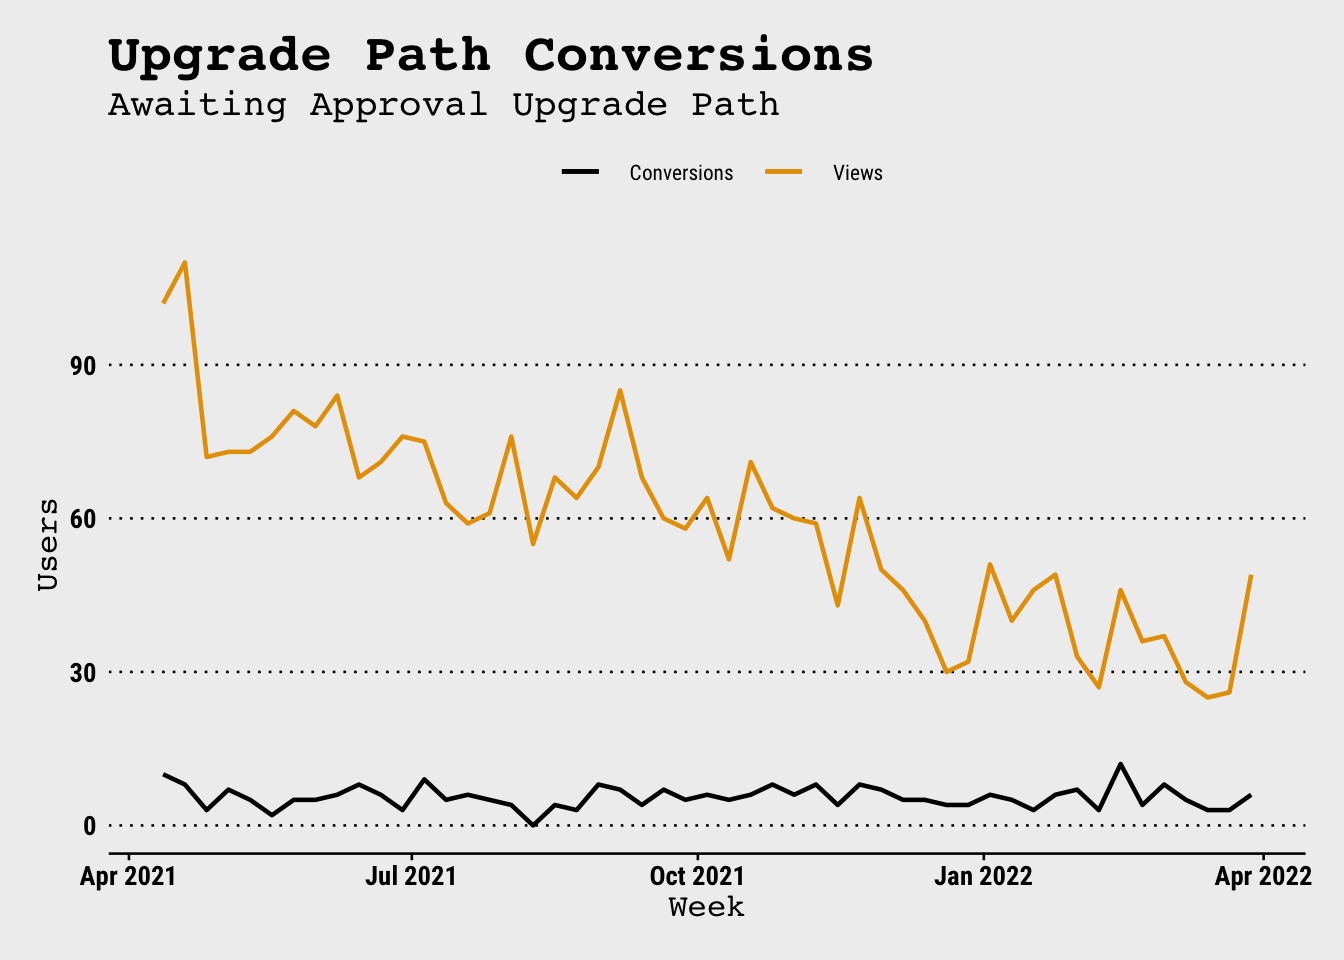 Upgrade Path Conversions
Awaiting Approval Upgrade Path
Conversions Views
90
60
30
0
Users
Apr 2021 Jul 2021 Oct 2021 Jan 2022 Apr 2022
Week